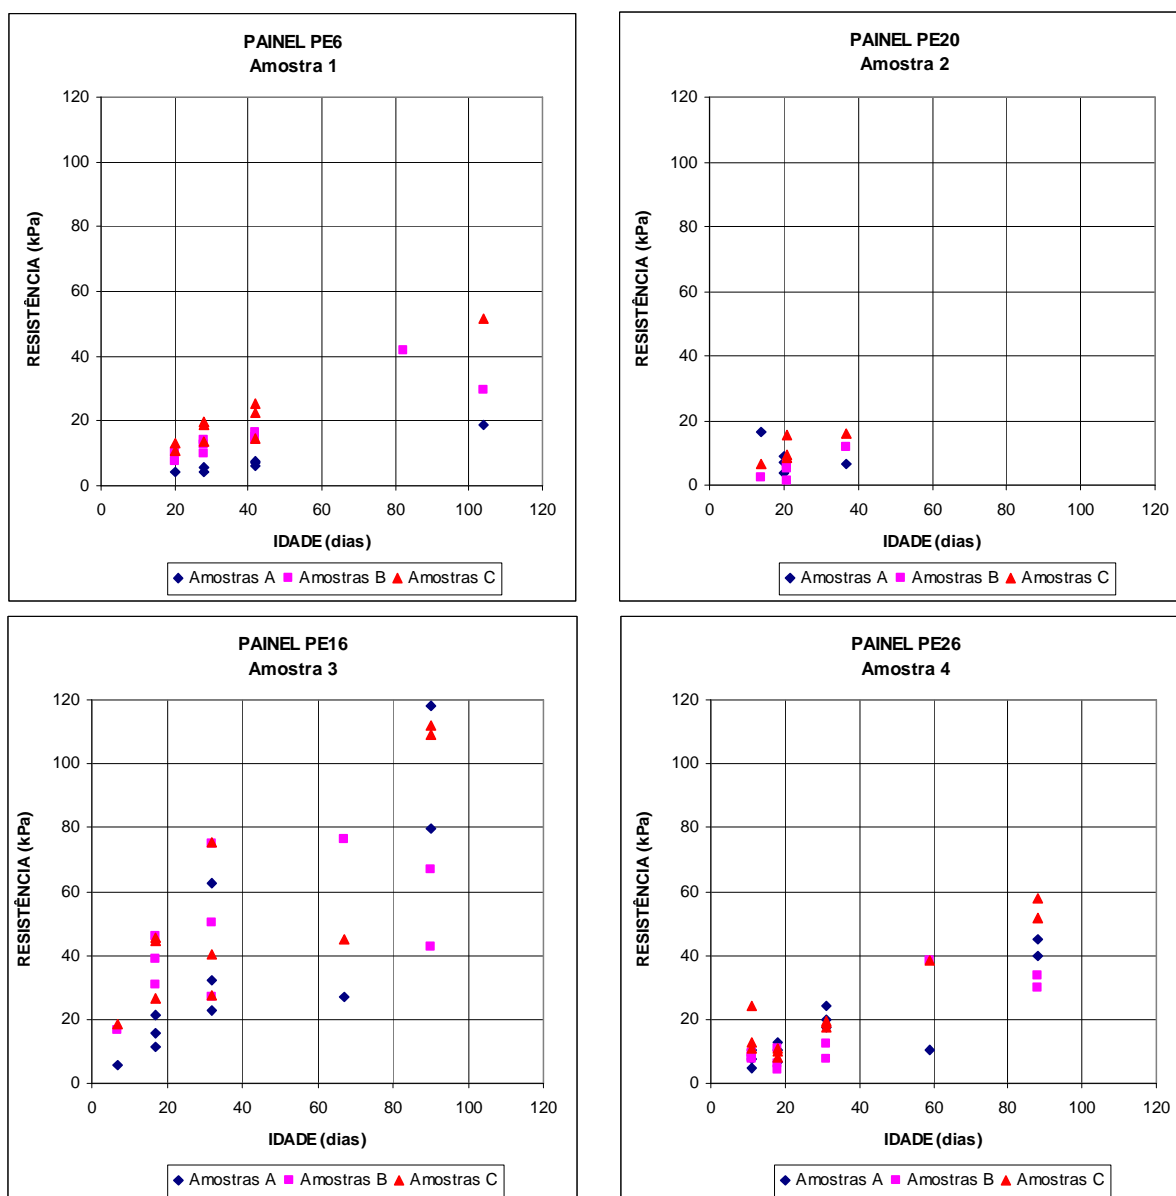 PAINEL PE6
Amostra 1
RESISTÊNCIA (kPa)
120
100
80
60
40
20
0
0 20 40 60 80 100 120
IDADE (dias)
Amostras A Amostras B Amostras C
PAINEL PE20
Amostra 2
RESISTÊNCIA (kPa)
120
100
80
60
40
20
0
0 20 40 60 80 100 120
IDADE (dias)
Amostras A Amostras B Amostras C
PAINEL PE16
Amostra 3
RESISTÊNCIA (kPa)
120
100
80
60
40
20
0
0 20 40 60 80 100 120
IDADE (dias)
Amostras A Amostras B Amostras C
PAINEL PE26
Amostra 4
RESISTÊNCIA (kPa)
120
100
80
60
40
20
0
0 20 40 60 80 100 120
IDADE (dias)
Amostras A Amostras B Amostras C